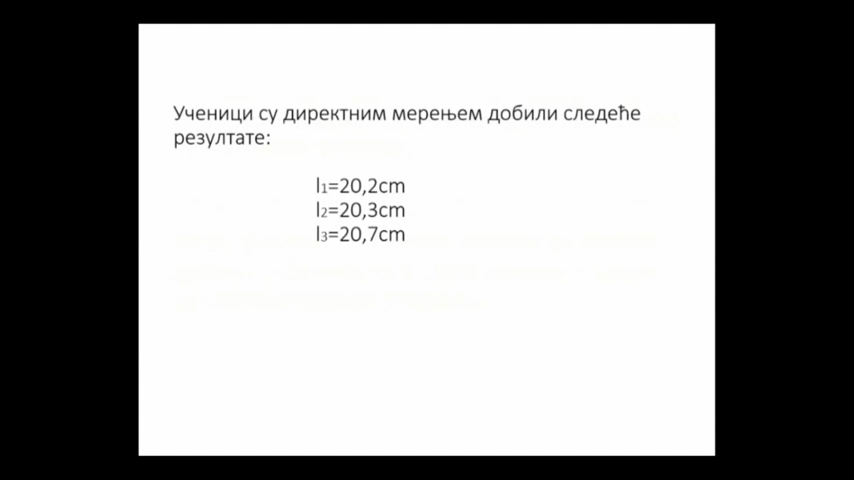 Ученици су директним мерењем добили следеће
резултате:
l₁=20,2cm
l₂=20,3cm
l₃=20,7cm